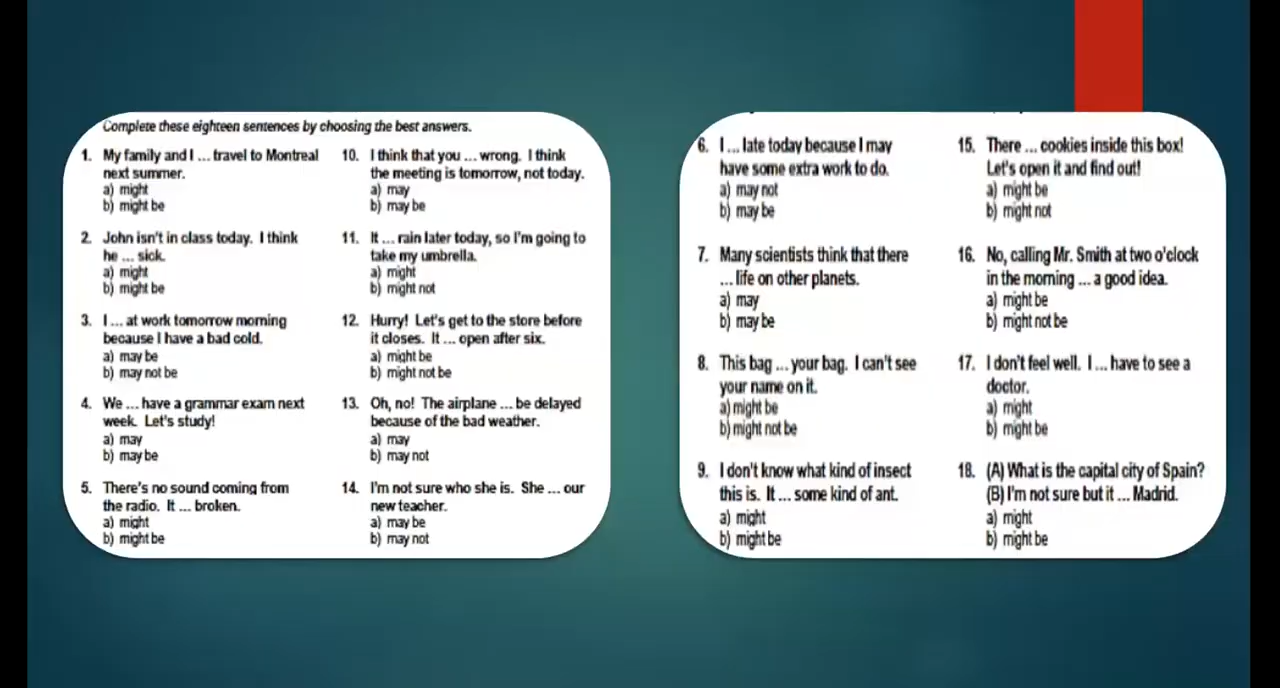 Complete these eighteen sentences by choosing the best answers.
1. My family and I ... travel to Montreal
next summer.
a) might
b) might be
2. John isn't in class today. I think
he ... sick.
a) might
b) might be
3. I ... at work tomorrow morning
because I have a bad cold.
a) may be
b) may not be
4. We ... have a grammar exam next
week. Let's study!
a) may
b) may be
5. There's no sound coming from
the radio. It ... broken.
a) might
b) might be
10. I think that you ... wrong. I think
the meeting is tomorrow, not today.
a) may
b) may be
11. It ... rain later today, so I'm going to
take my umbrella.
a) might
b) might not
12. Hurry! Let's get to the store before
it closes. It ... open after six.
a) might be
b) might not be
13. Oh, no! The airplane ... be delayed
because of the bad weather.
a) may
b) may not
14. I'm not sure who she is. She ... our
new teacher.
a) may be
b) may not
6. I ... late today because I may
have some extra work to do.
a) may not
b) may be
7. Many scientists think that there
... life on other planets.
a) may
b) may be
8. This bag ... your bag. I can't see
your name on it.
a) might be
b) might not be
9. I don't know what kind of insect
this is. It ... some kind of ant.
a) might
b) might be
15. There ... cookies inside this box!
Let's open it and find out!
a) might be
b) might not
16. No, calling Mr. Smith at two o'clock
in the morning ... a good idea.
a) might be
b) might not be
17. I don't feel well. I ... have to see a
doctor.
a) might
b) might be
18. (A) What is the capital city of Spain?
(B) I'm not sure but it ... Madrid.
a) might
b) might be